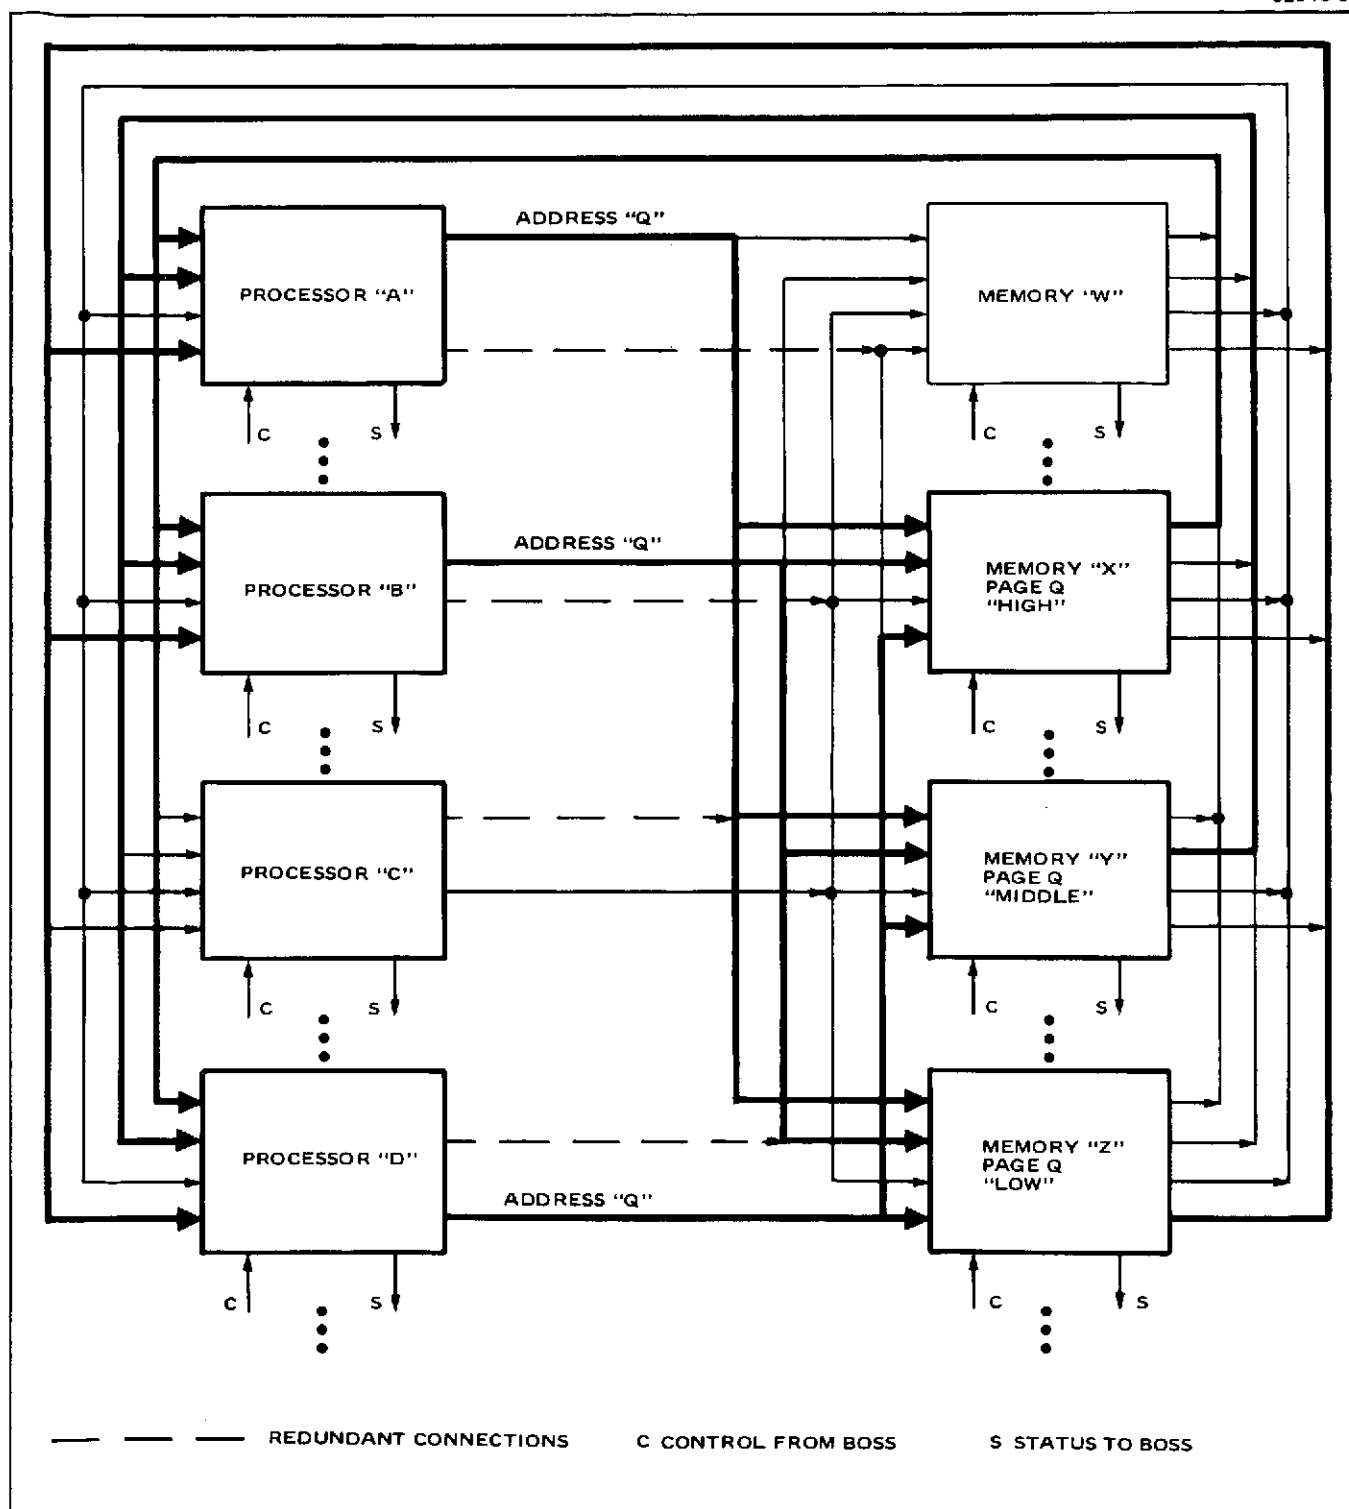 ADDRESS "Q"
PROCESSOR "A"
MEMORY "W"
C
S
C
S
ADDRESS "Q"
PROCESSOR "B"
MEMORY "X"
PAGE Q
"HIGH"
C
S
C
S
PROCESSOR "C"
MEMORY "Y"
PAGE Q
"MIDDLE"
C
S
C
S
PROCESSOR "D"
MEMORY "Z"
PAGE Q
"LOW"
ADDRESS "Q"
C
S
C
S
REDUNDANT CONNECTIONS
C CONTROL FROM BOSS
S STATUS TO BOSS